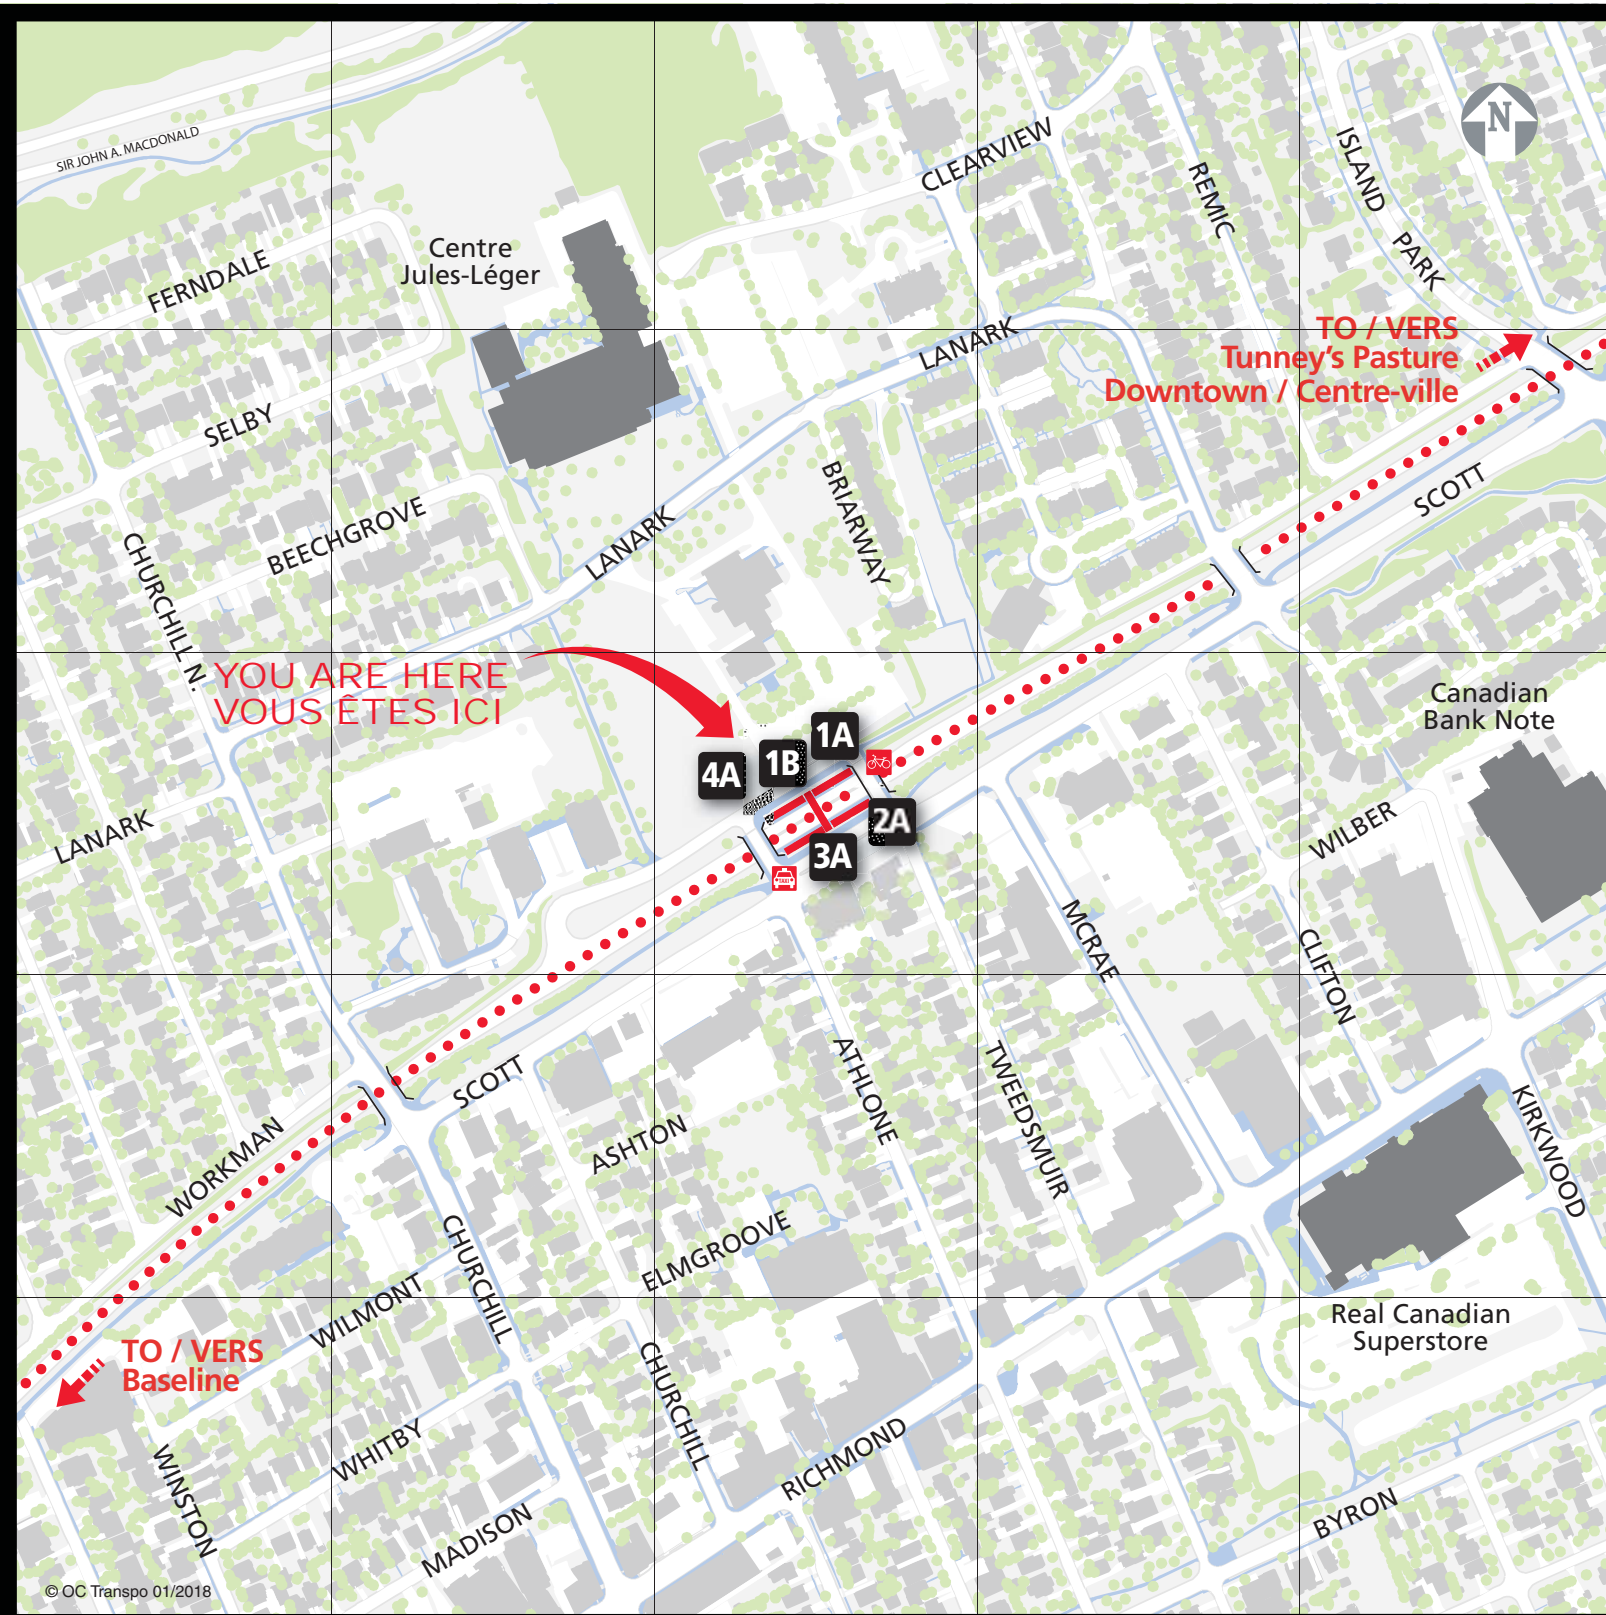 SIR JOHN A. MACDONALD
CLEARVIEW
REMIC
ISLAND
PARK
N
FERNDALE
Centre
Jules-Léger
LANARK
TO / VERS
Tunney's Pasture
Downtown / Centre-ville
SELBY
BEECHGROVE
LANARK
BRIARWAY
SCOTT
CHURCHILL N.
YOU ARE HERE
VOUS ÊTES ICI
4A
1B
1A
2A
3A
TAXI
Canadian
Bank Note
LANARK
WILBER
MCRAE
CLIFTON
WORKMAN
SCOTT
ASHTON
ATHLONE
TWEEDSMUIR
KIRKWOOD
CHURCHILL
ELMGROOVE
WILMONT
Real Canadian
Superstore
TO / VERS
Baseline
WINSTON
WHITBY
MADISON
CHURCHILL
RICHMOND
BYRON
© OC Transpo 01/2018